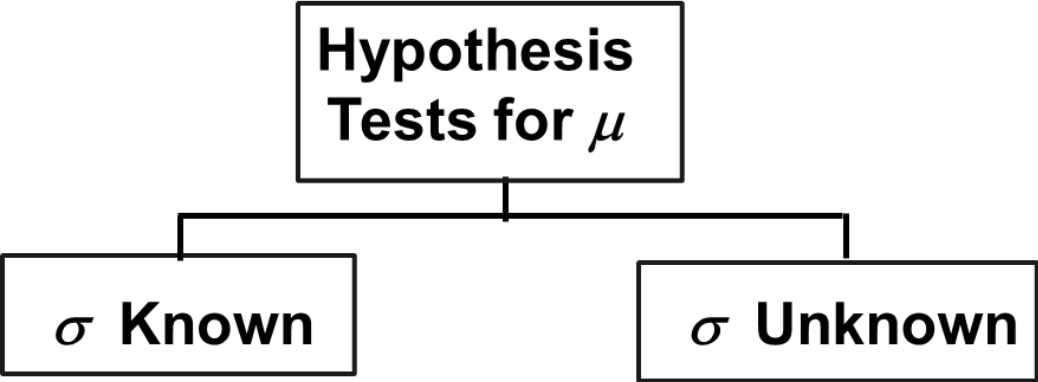 Hypothesis
Tests for μ
σ Known
σ Unknown